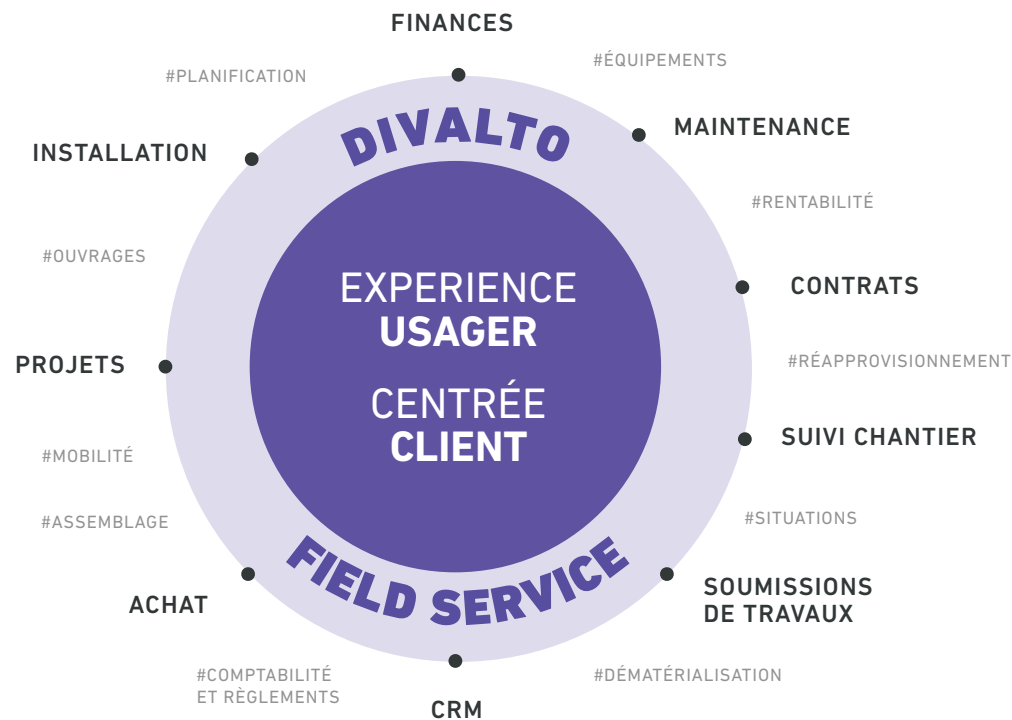 FINANCES
#ÉQUIPEMENTS
#PLANIFICATION
DIVALTO
MAINTENANCE
INSTALLATION
#RENTABILITÉ
#OUVRAGES
EXPERIENCE
USAGER
CONTRATS
PROJETS
#RÉAPPROVISIONNEMENT
CENTRÉE
CLIENT
SUIVI CHANTIER
#MOBILITÉ
#ASSEMBLAGE
#SITUATIONS
FIELD SERVICE
ACHAT
SOUMISSIONS
DE TRAVAUX
#COMPTABILITÉ
ET RÈGLEMENTS
#DÉMATÉRIALISATION
CRM